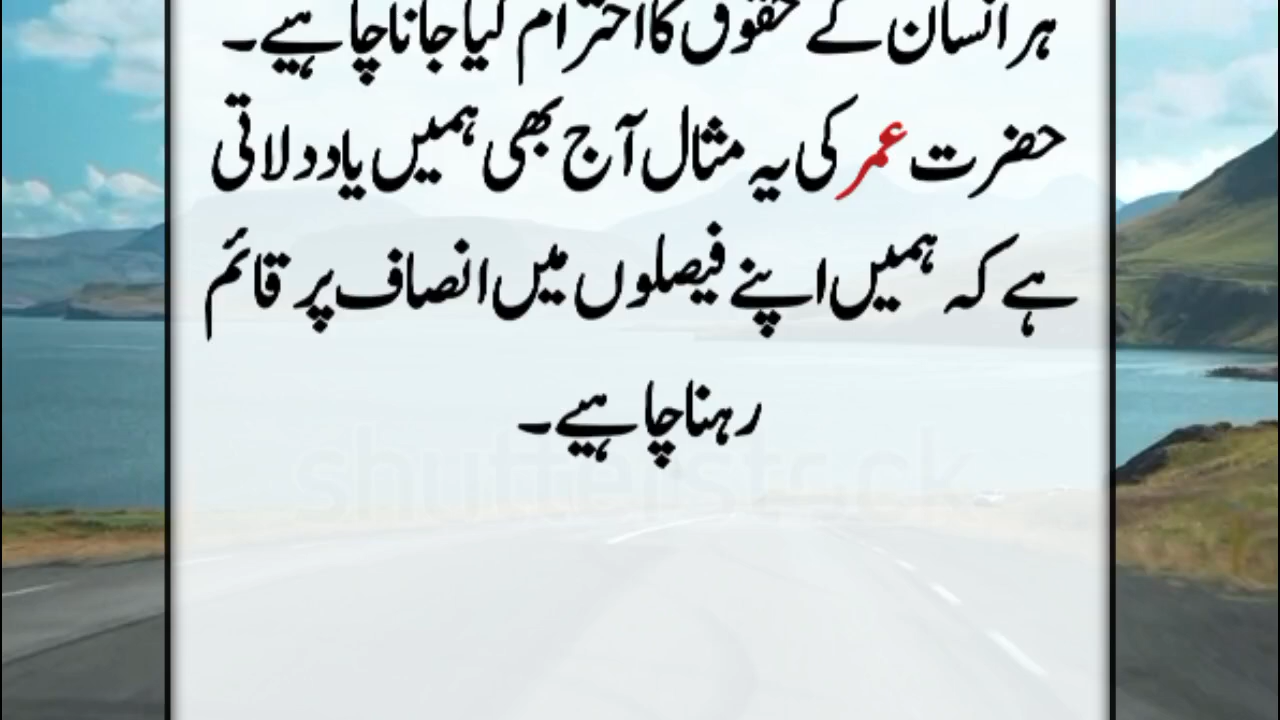 ہر انسان کے حقوق کا احترام کیا جانا چاہیے۔
حضرت عمر کی یہ مثال آج بھی ہمیں یاد دلاتی
ہے کہ ہمیں اپنے فیصلوں میں انصاف پر قائم
رہنا چاہیے۔
shutterstock